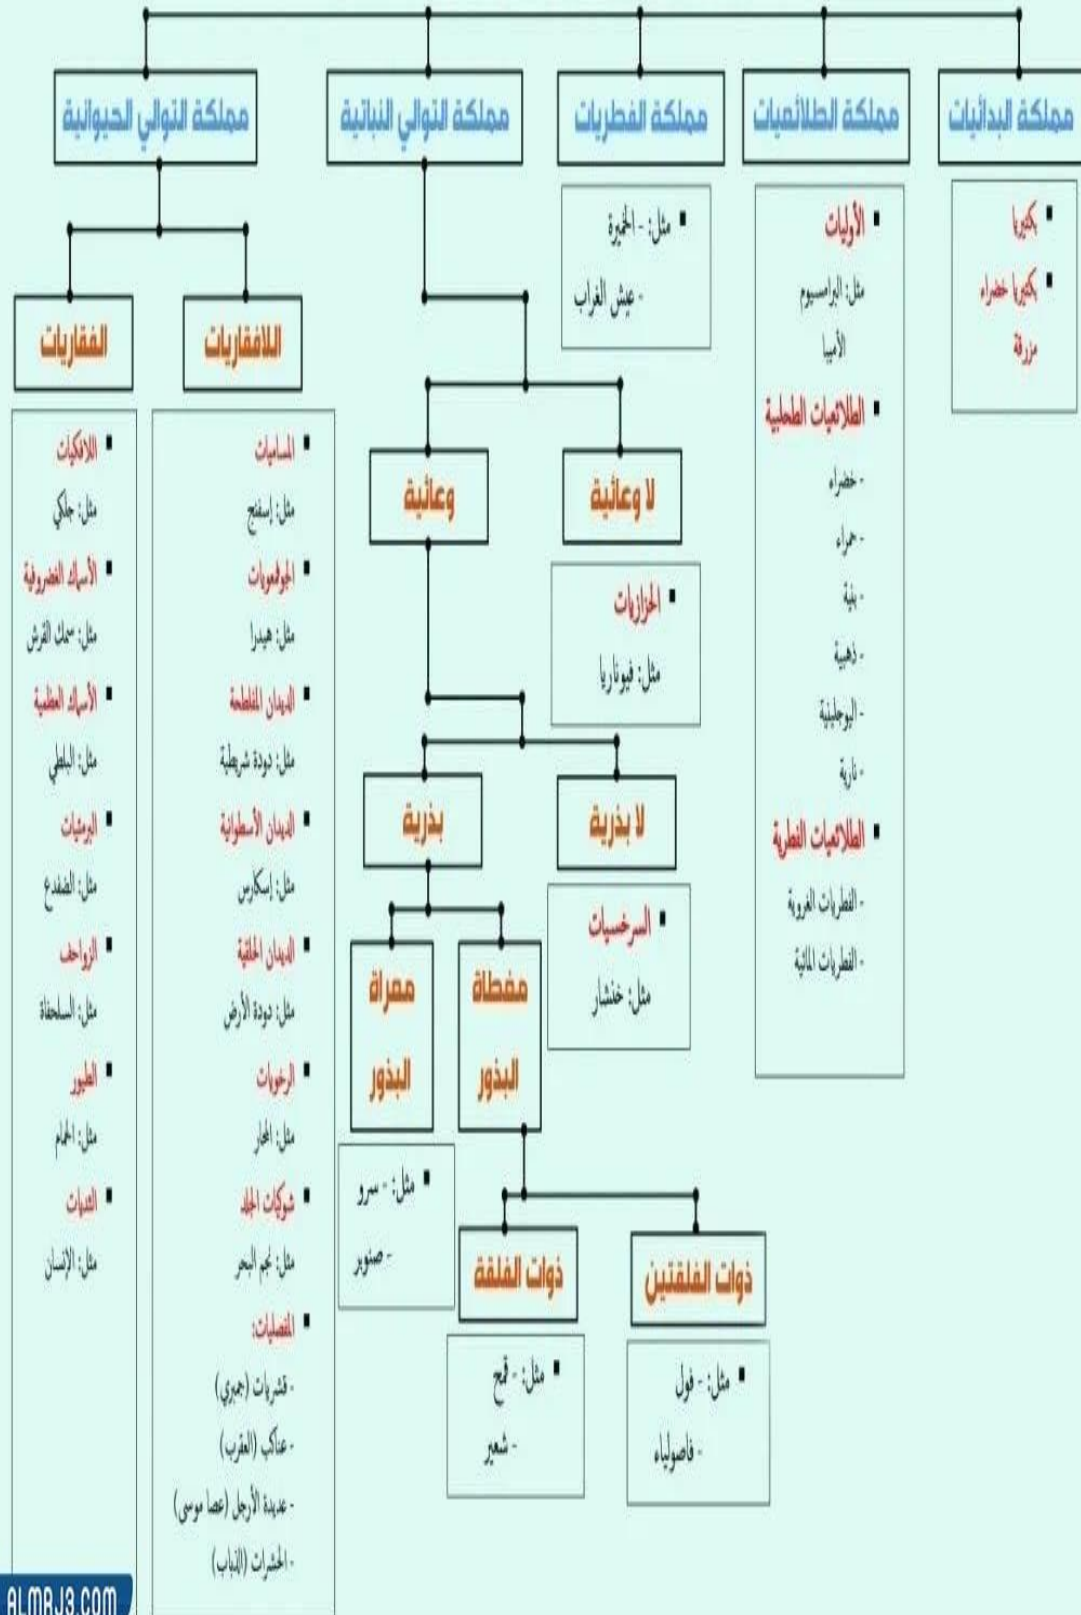 مملكة البدائيات
بكتيريا
بكتيريا خضراء
مزرقة
مملكة الطلائعيات
الأوليات
مثل: البرامسيوم
الأميبا
الطلائعيات الطحلبية
- خضراء
- حمراء
- بنية
- ذهبية
- اليوجلينية
- نارية
الطلائعيات الفطرية
- الفطريات الغروية
- الفطريات المائية
مملكة الفطريات
مثل: - الخميرة
- عيش الغراب
مملكة التوالي النباتية
لا وعائية
الحزازيات
مثل: فيوناريا
وعائية
لا بذرية
السرخسيات
مثل: خنشار
بذرية
مغطاة
البذور
ذوات الفلقتين
مثل: - فول
- فاصولياء
ذوات الفلقة
مثل: - قمح
- شعير
معراة
البذور
مثل: - سرو
- صنوبر
مملكة التوالي الحيوانية
اللافقاريات
المساميات
مثل: إسفنج
الجوفمعويات
مثل: هيدرا
الديدان المفلطحة
مثل: دودة شريطية
الديدان الأسطوانية
مثل: إسكارس
الديدان الحلقية
مثل: دودة الأرض
الرخويات
مثل: المحار
شوكيات الجلد
مثل: نجم البحر
المفصليات:
- قشريات (جمبري)
- عناكب (العقرب)
- عديدة الأرجل (عصا موسى)
- الحشرات (الذباب)
الفقاريات
اللافكيات
مثل: جلكي
الأسماك الغضروفية
مثل: سمك القرش
الأسماك العظمية
مثل: البلطي
البرمئيات
مثل: الضفدع
الزواحف
مثل: السلحفاة
الطيور
مثل: الحمام
الثديات
مثل: الإنسان
ALMRJ3.COM